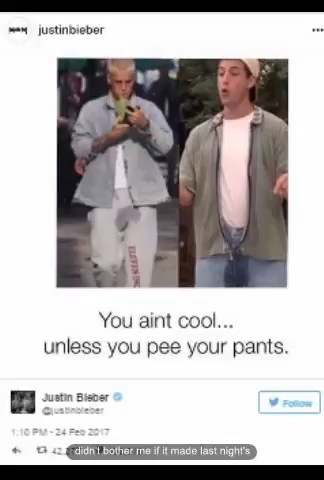 justinbieber
You aint cool...
unless you pee your pants.
Justin Bieber
@justinbieber
Follow
1:10 PM - 24 Feb 2017
didn't bother me if it made last night's